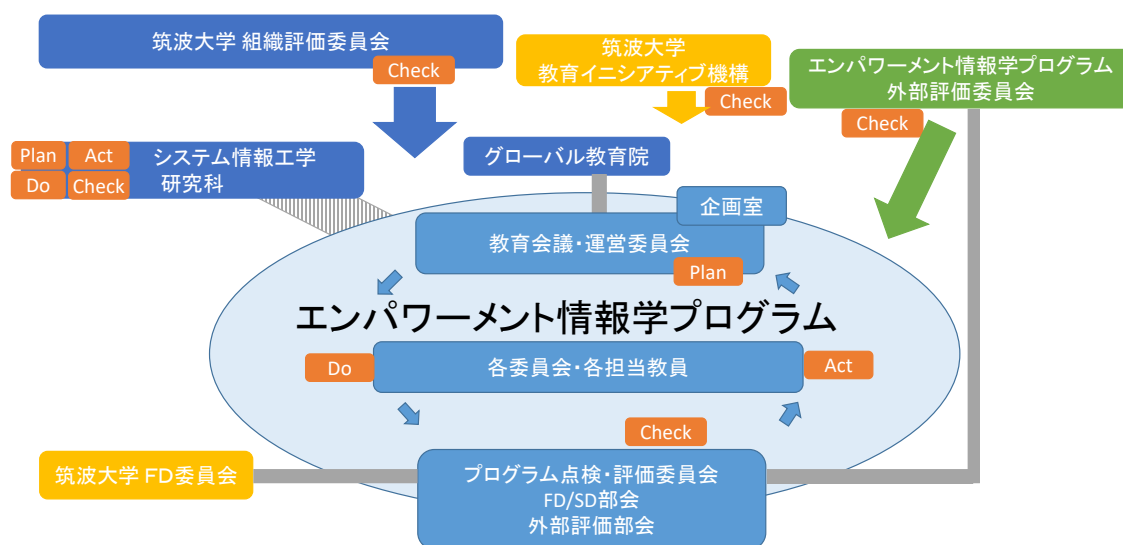 筑波大学 組織評価委員会
Check
筑波大学
教育イニシアティブ機構
Check
エンパワーメント情報学プログラム
外部評価委員会
Check
Plan
Act
Do
Check
システム情報工学
研究科
グローバル教育院
企画室
教育会議・運営委員会
Plan
エンパワーメント情報学プログラム
Do
各委員会・各担当教員
Act
Check
筑波大学 FD委員会
プログラム点検・評価委員会
FD/SD部会
外部評価部会